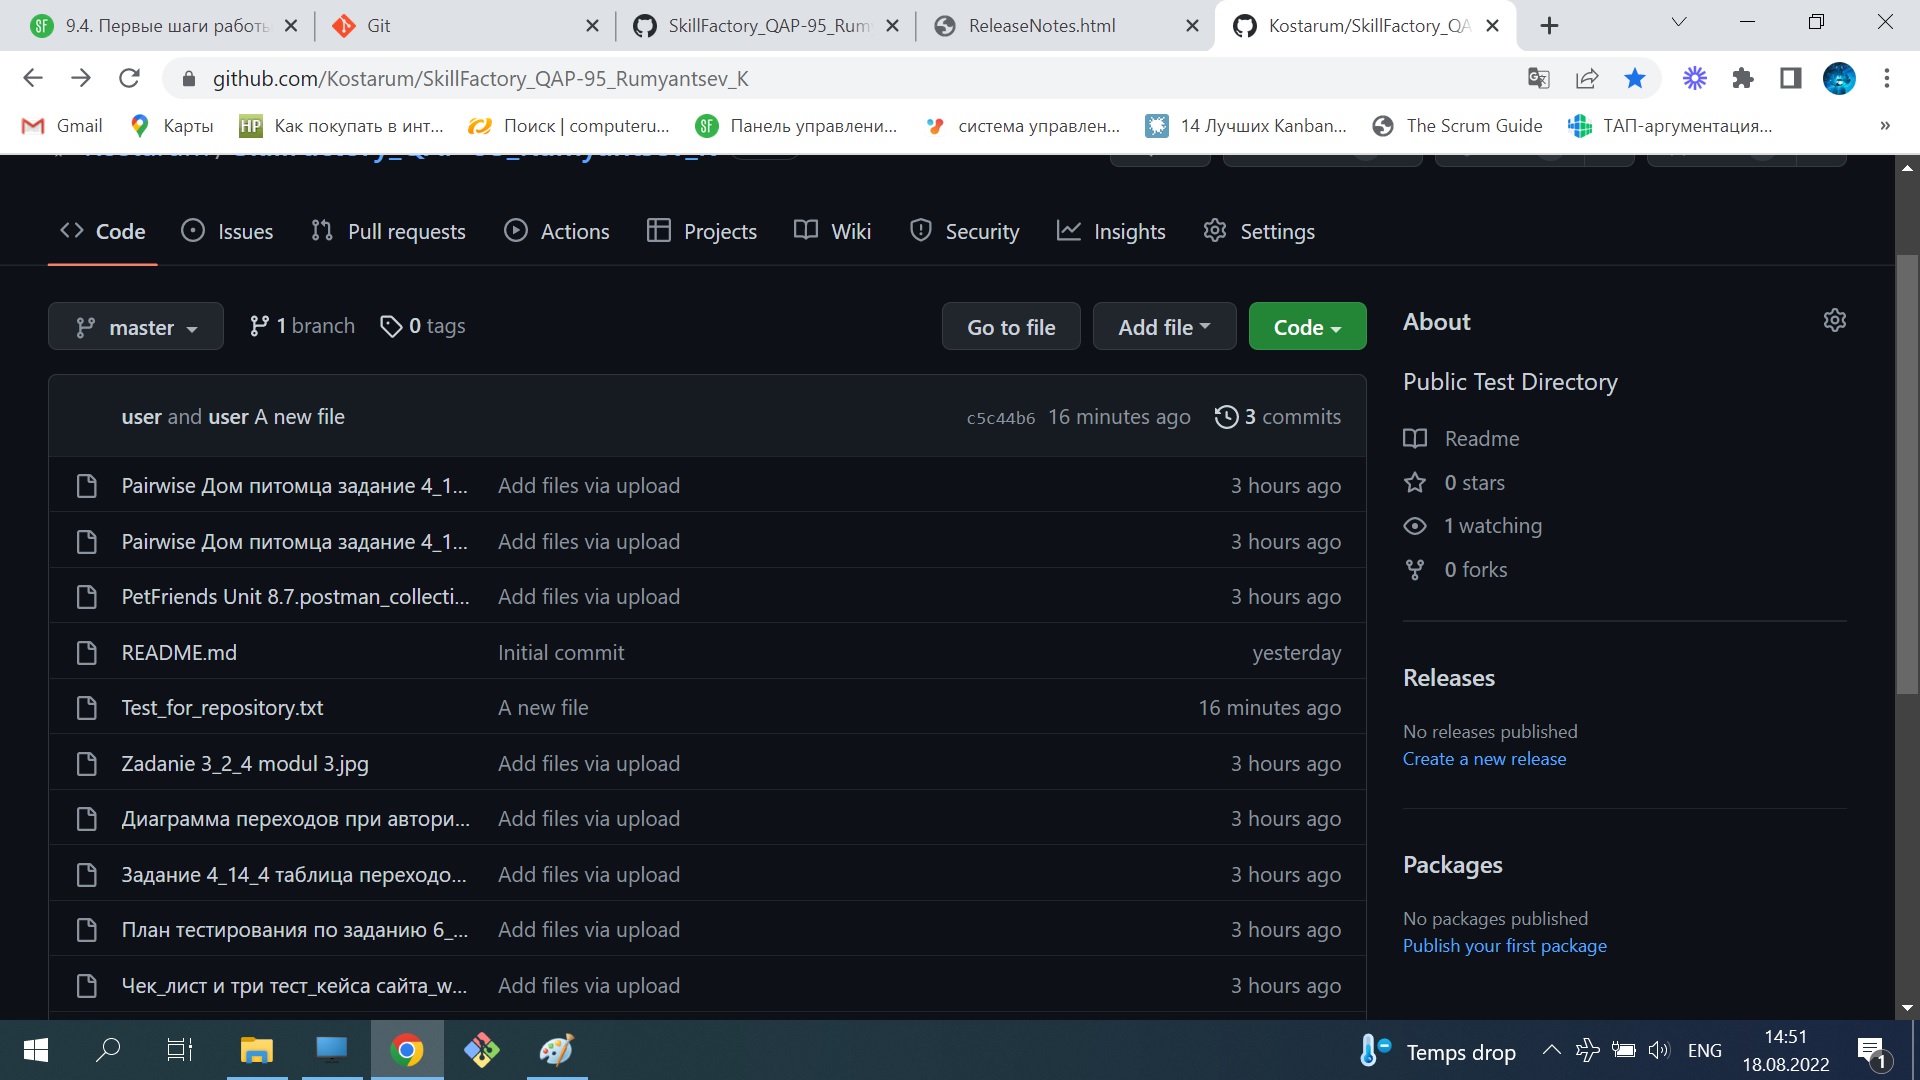 9.4. Первые шаги работь
Git
SkillFactory_QAP-95_Rum
ReleaseNotes.html
Kostarum/SkillFactory_QA
github.com/Kostarum/SkillFactory_QAP-95_Rumyantsev_K
Gmail
Карты
HP
Как покупать в инт...
Поиск | computeru...
SF
Панель управлени...
система управлен...
14 Лучших Kanban...
The Scrum Guide
ТАП-аргументация...
»
Code
Issues
Pull requests
Actions
Projects
Wiki
Security
Insights
Settings
master
1 branch
0 tags
Go to file
Add file
Code
user and user A new file
c5c44b6 16 minutes ago
3 commits
Pairwise Дом питомца задание 4_1... Add files via upload 3 hours ago
Pairwise Дом питомца задание 4_1... Add files via upload 3 hours ago
PetFriends Unit 8.7.postman_collecti... Add files via upload 3 hours ago
README.md Initial commit yesterday
Test_for_repository.txt A new file 16 minutes ago
Zadanie 3_2_4 modul 3.jpg Add files via upload 3 hours ago
Диаграмма переходов при автори... Add files via upload 3 hours ago
Задание 4_14_4 таблица переходо... Add files via upload 3 hours ago
План тестирования по заданию 6_... Add files via upload 3 hours ago
Чек_лист и три тест_кейса сайта_w... Add files via upload 3 hours ago
About
Public Test Directory
Readme
0 stars
1 watching
0 forks
Releases
No releases published
Create a new release
Packages
No packages published
Publish your first package
Temps drop
ENG
14:51
18.08.2022
1